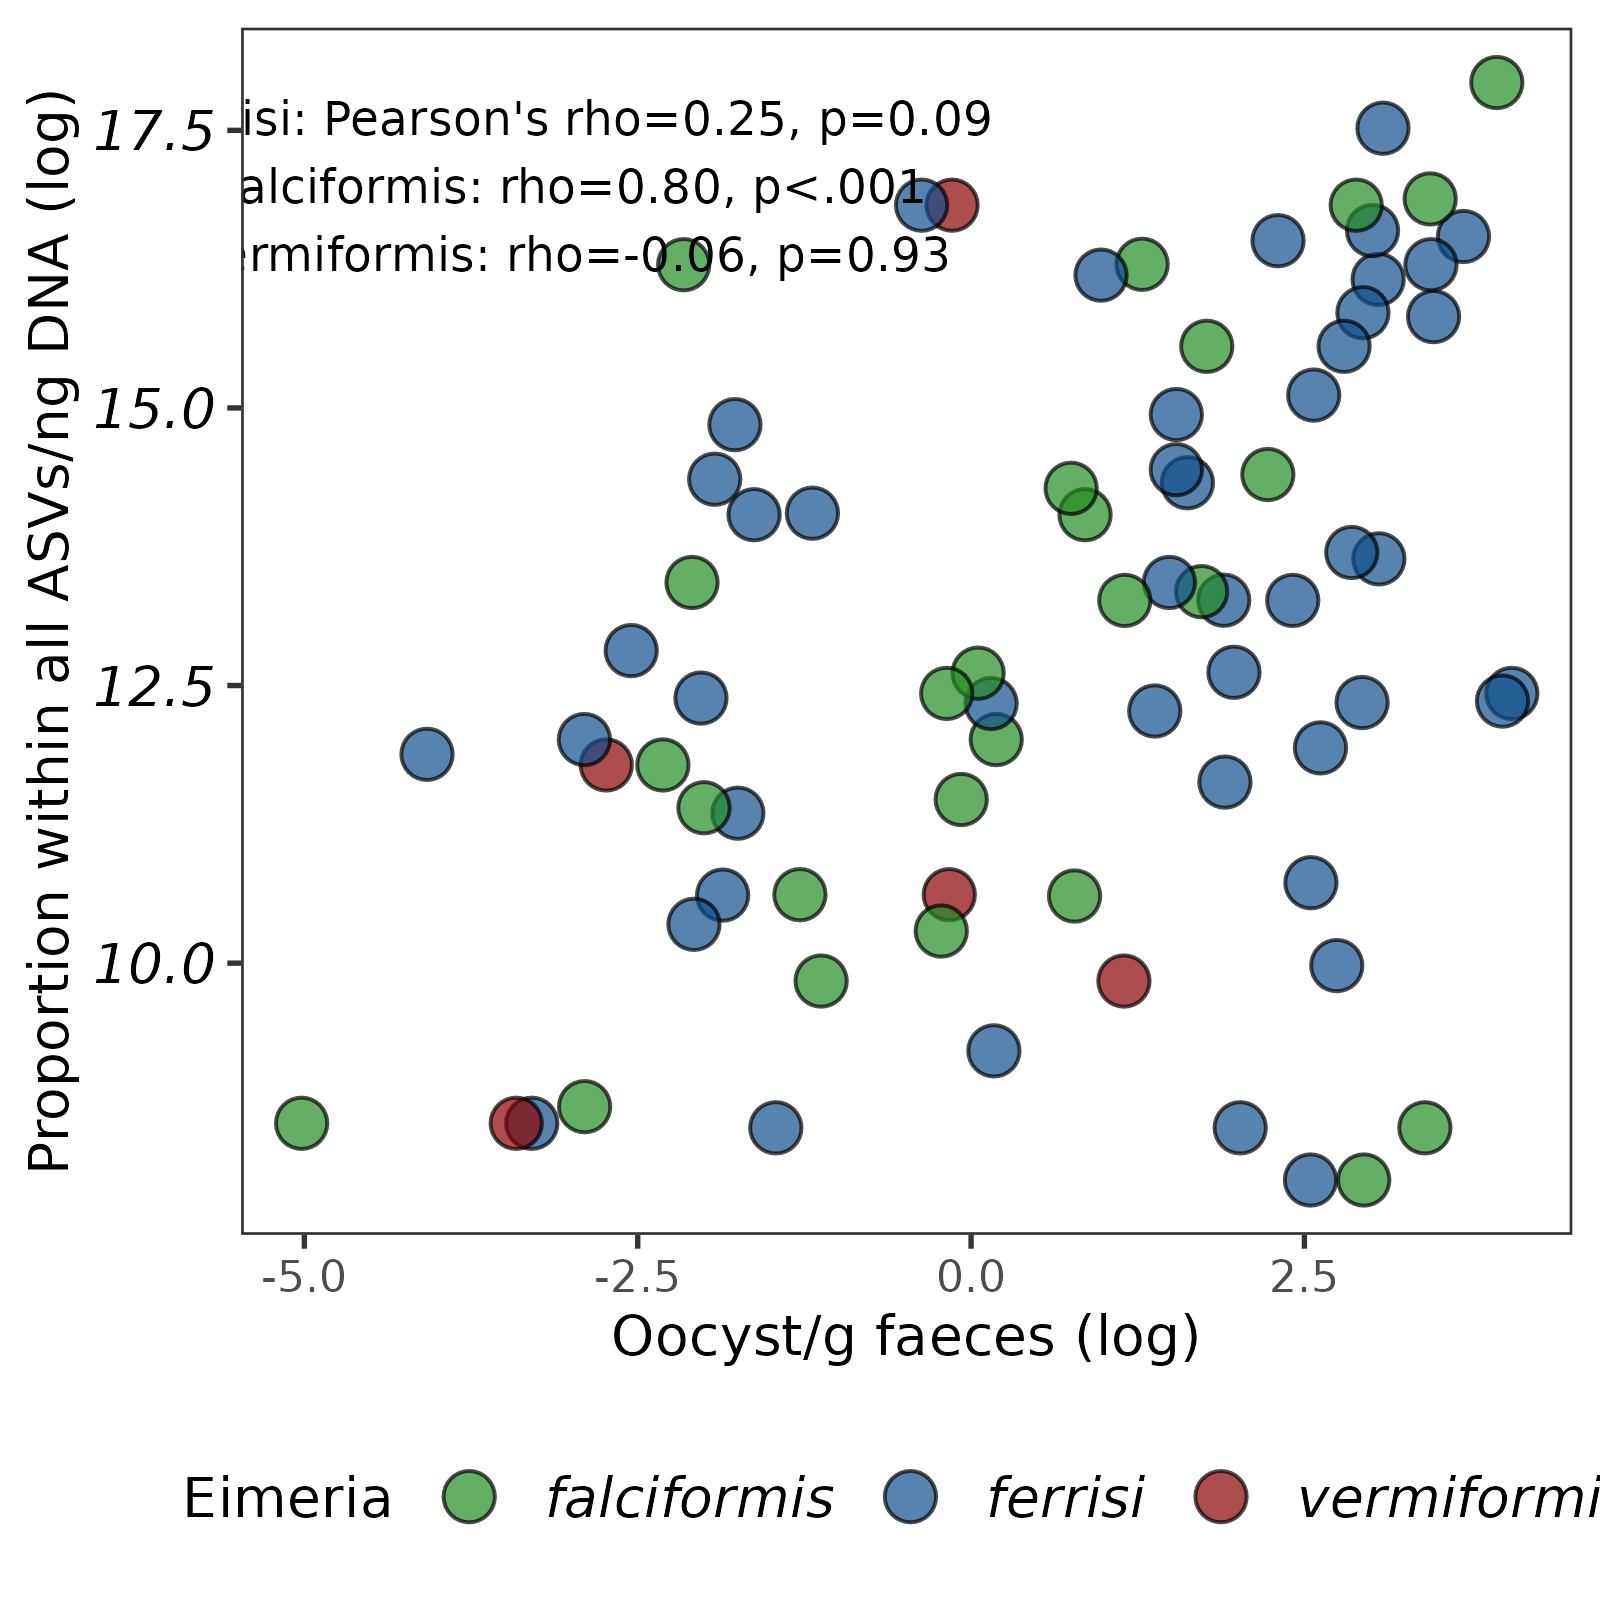 Proportion within all ASVs/ng DNA (log)
17.5
15.0
12.5
10.0
isi: Pearson's rho=0.25, p=0.09
alciformis: rho=0.80, p<.001
ermiformis: rho=-0.06, p=0.93
-5.0 -2.5 0.0 2.5
Oocyst/g faeces (log)
Eimeria falciformis ferrisi vermiformi